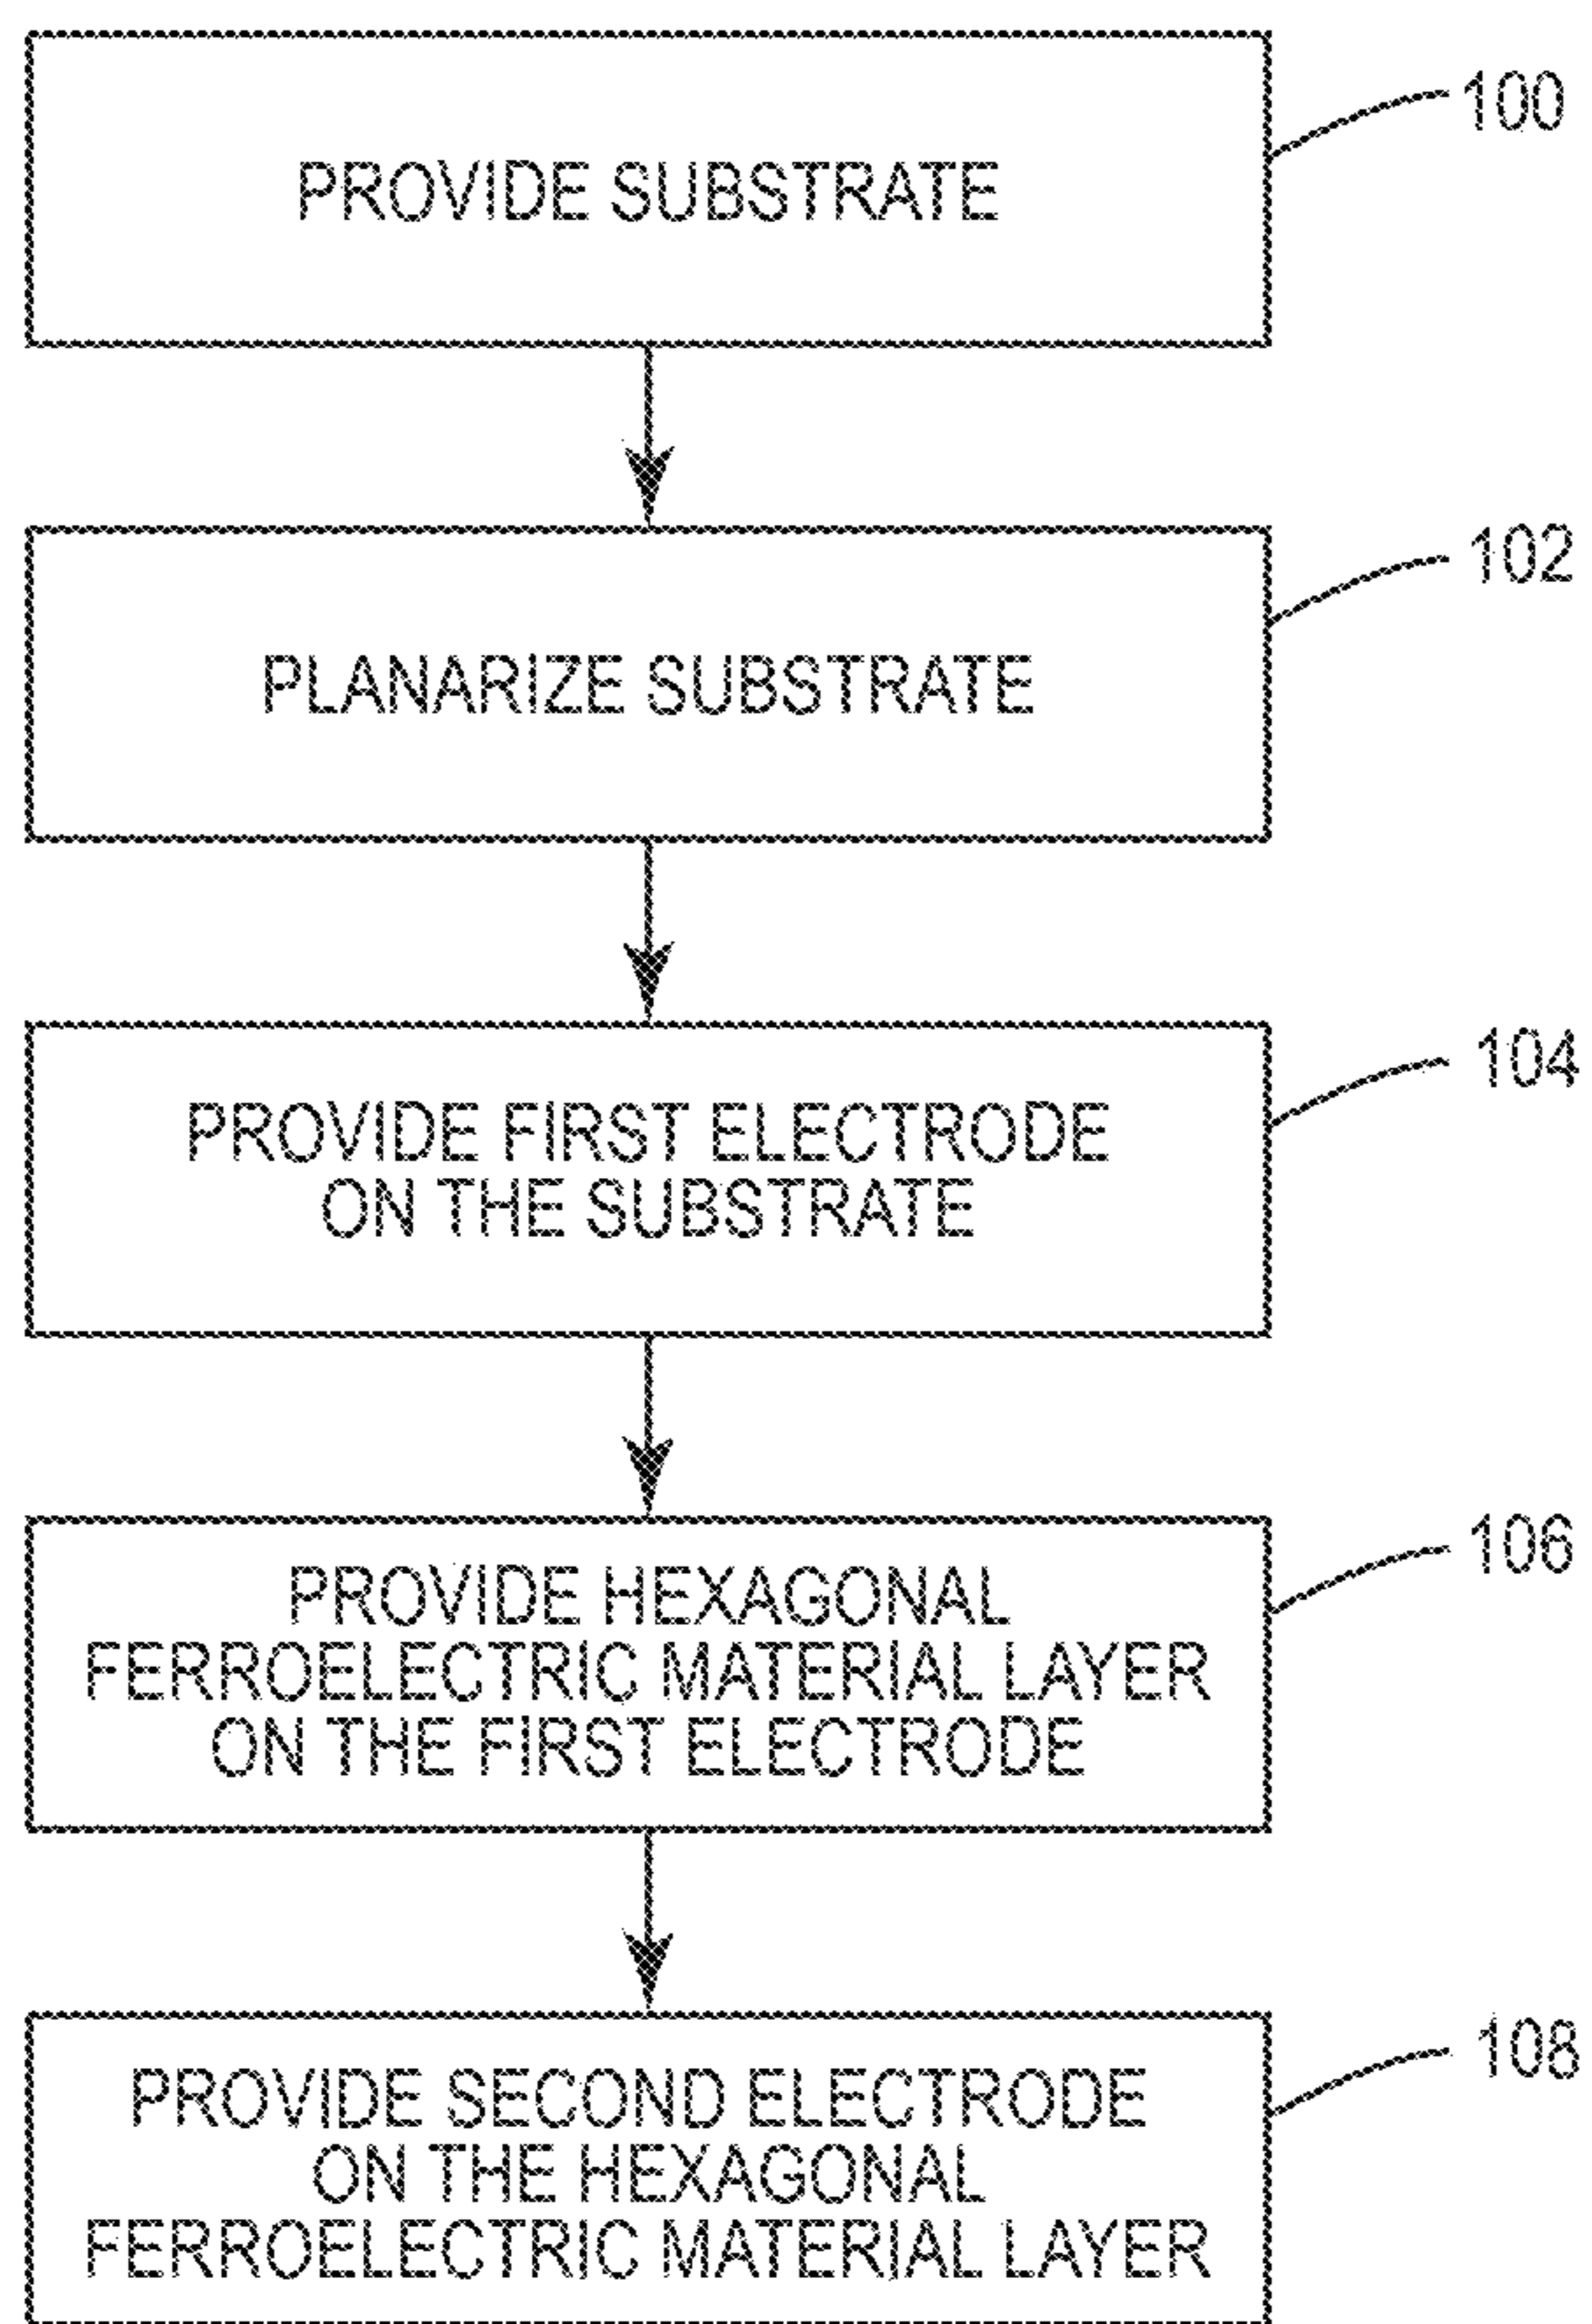 PROVIDE SUBSTRATE
100
PLANARIZE SUBSTRATE
102
PROVIDE FIRST ELECTRODE
ON THE SUBSTRATE
104
PROVIDE HEXAGONAL
FERROELECTRIC MATERIAL LAYER
ON THE FIRST ELECTRODE
106
PROVIDE SECOND ELECTRODE
ON THE HEXAGONAL
FERROELECTRIC MATERIAL LAYER
108